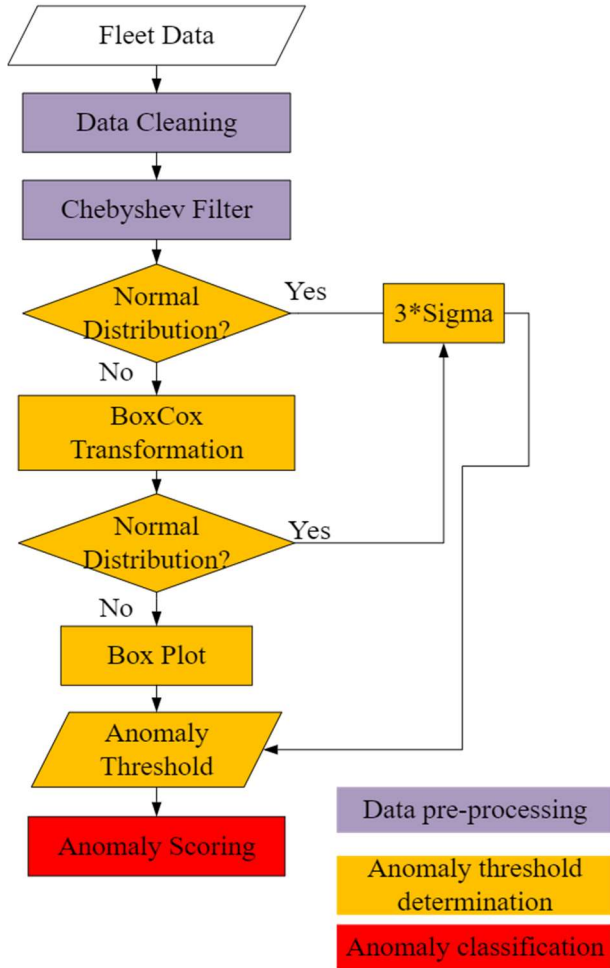 Fleet Data
Data Cleaning
Chebyshev Filter
Normal
Distribution?
Yes
3*Sigma
No
BoxCox
Transformation
Normal
Distribution?
Yes
No
Box Plot
Anomaly
Threshold
Anomaly Scoring
Data pre-processing
Anomaly threshold
determination
Anomaly classification